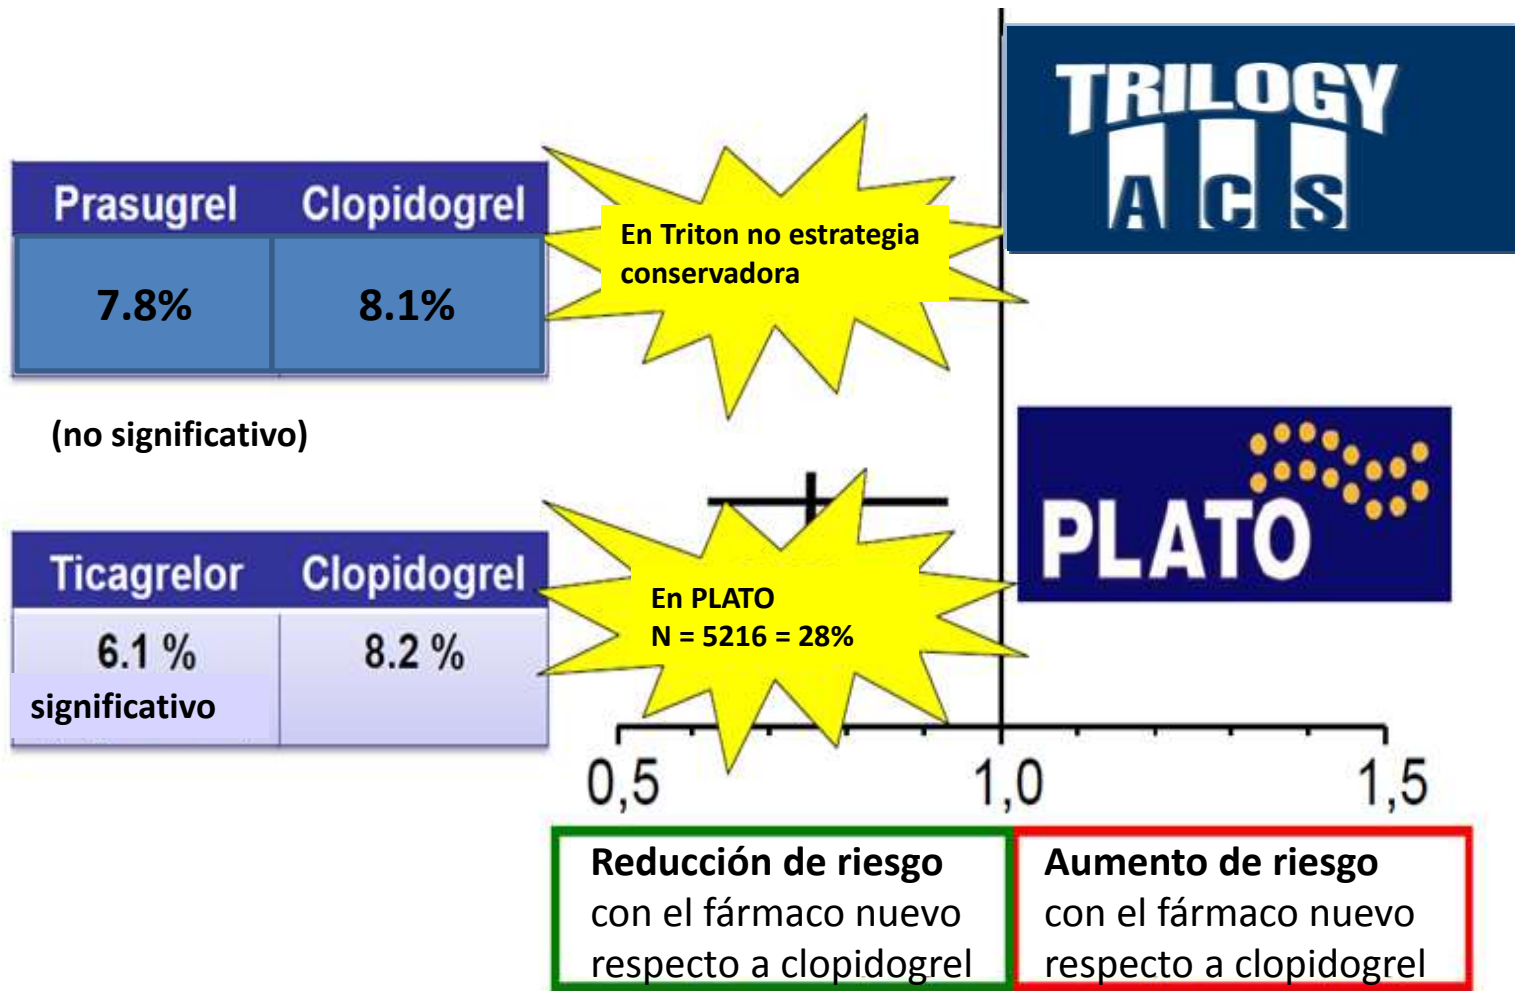 TRILOGY
ACS
Prasugrel Clopidogrel
7.8% 8.1%
En Triton no estrategia
conservadora
(no significativo)
PLATO
Ticagrelor Clopidogrel
6.1 % 8.2 %
significativo
En PLATO
N = 5216 = 28%
0,5 1,0 1,5
Reducción de riesgo
con el fármaco nuevo
respecto a clopidogrel
Aumento de riesgo
con el fármaco nuevo
respecto a clopidogrel